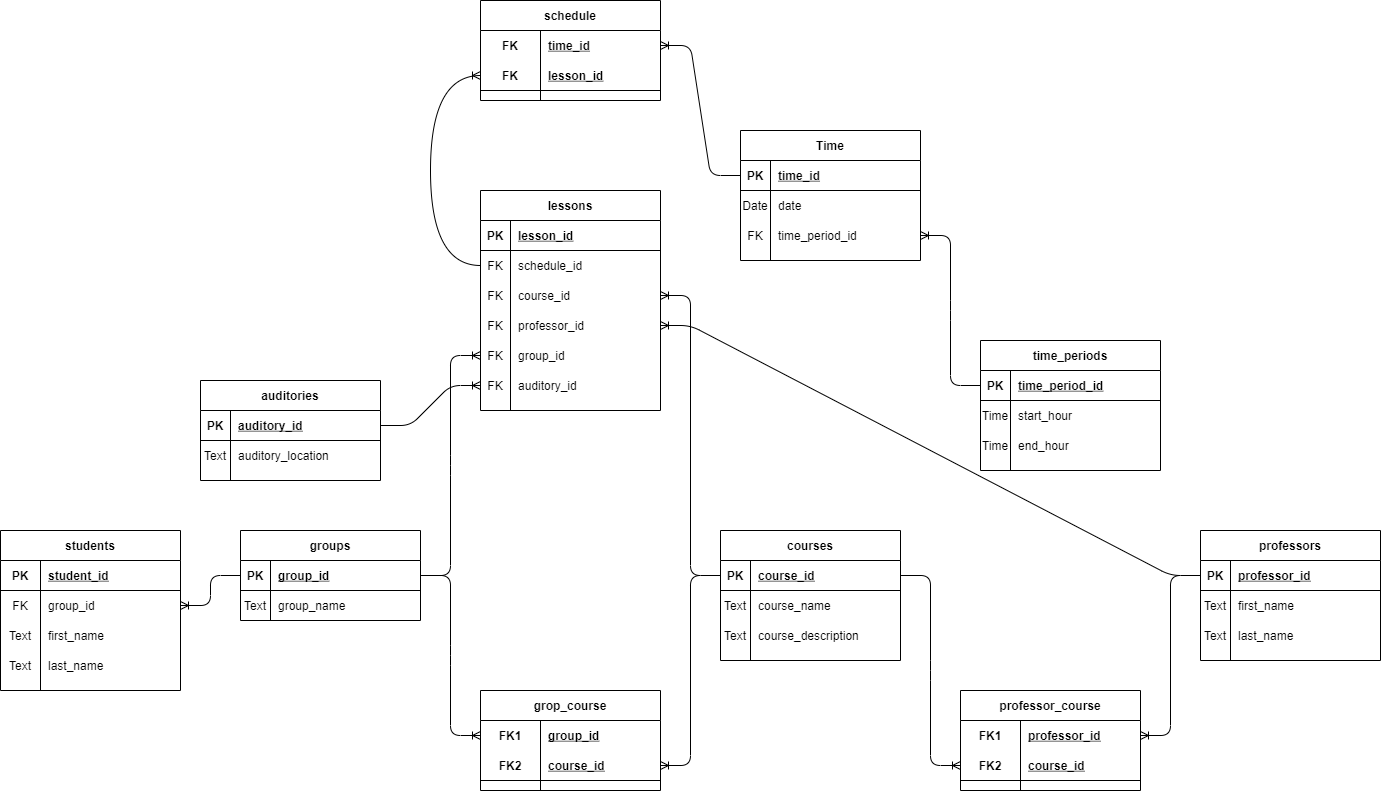 schedule
FK time_id
FK lesson_id
Time
PK time_id
Date date
FK time_period_id
lessons
PK lesson_id
FK schedule_id
FK course_id
FK professor_id
FK group_id
FK auditory_id
time_periods
PK time_period_id
Time start_hour
Time end_hour
auditories
PK auditory_id
Text auditory_location
students
PK student_id
FK group_id
Text first_name
Text last_name
groups
PK group_id
Text group_name
courses
PK course_id
Text course_name
Text course_description
professors
PK professor_id
Text first_name
Text last_name
grop_course
FK1 group_id
FK2 course_id
professor_course
FK1 professor_id
FK2 course_id